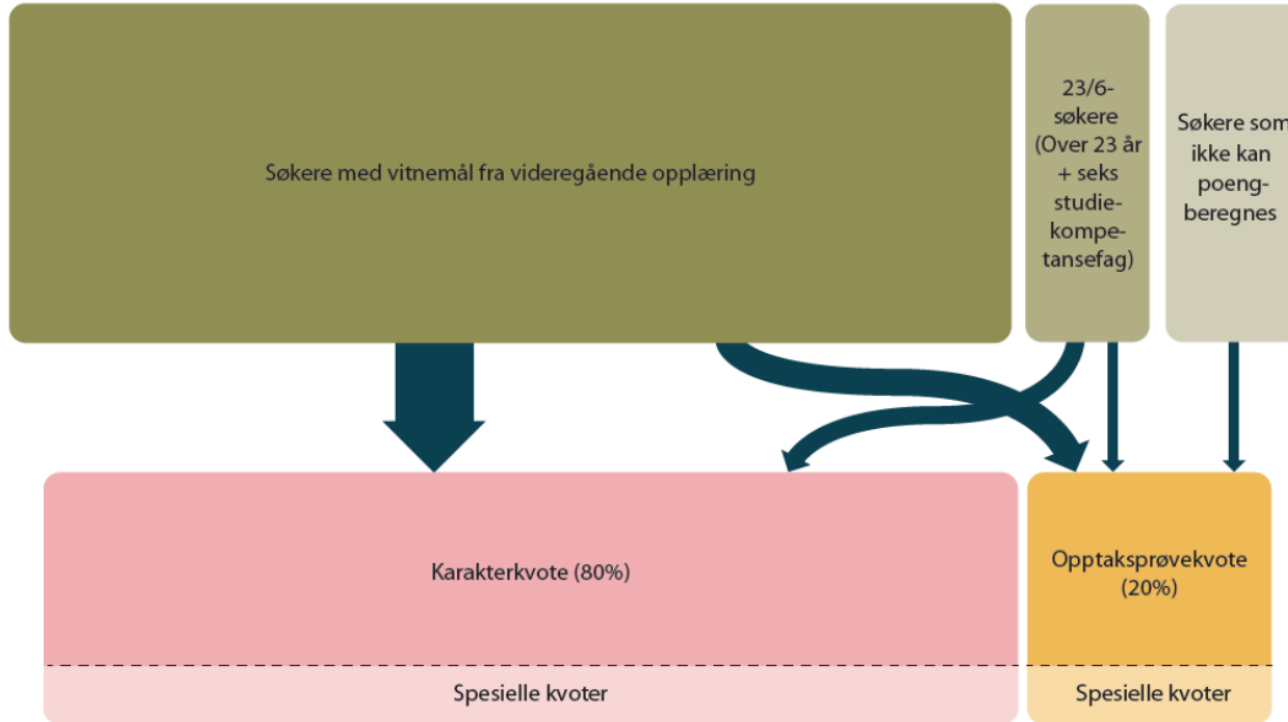 Søkere med vitnemål fra videregående opplæring
23/6-
søkere
(Over 23 år
+ seks
studie-
kompe-
tansefag)
Søkere som
ikke kan
poeng-
beregnes
Karakterkvote (80%)
Opptaksprøvekvote
(20%)
Spesielle kvoter
Spesielle kvoter